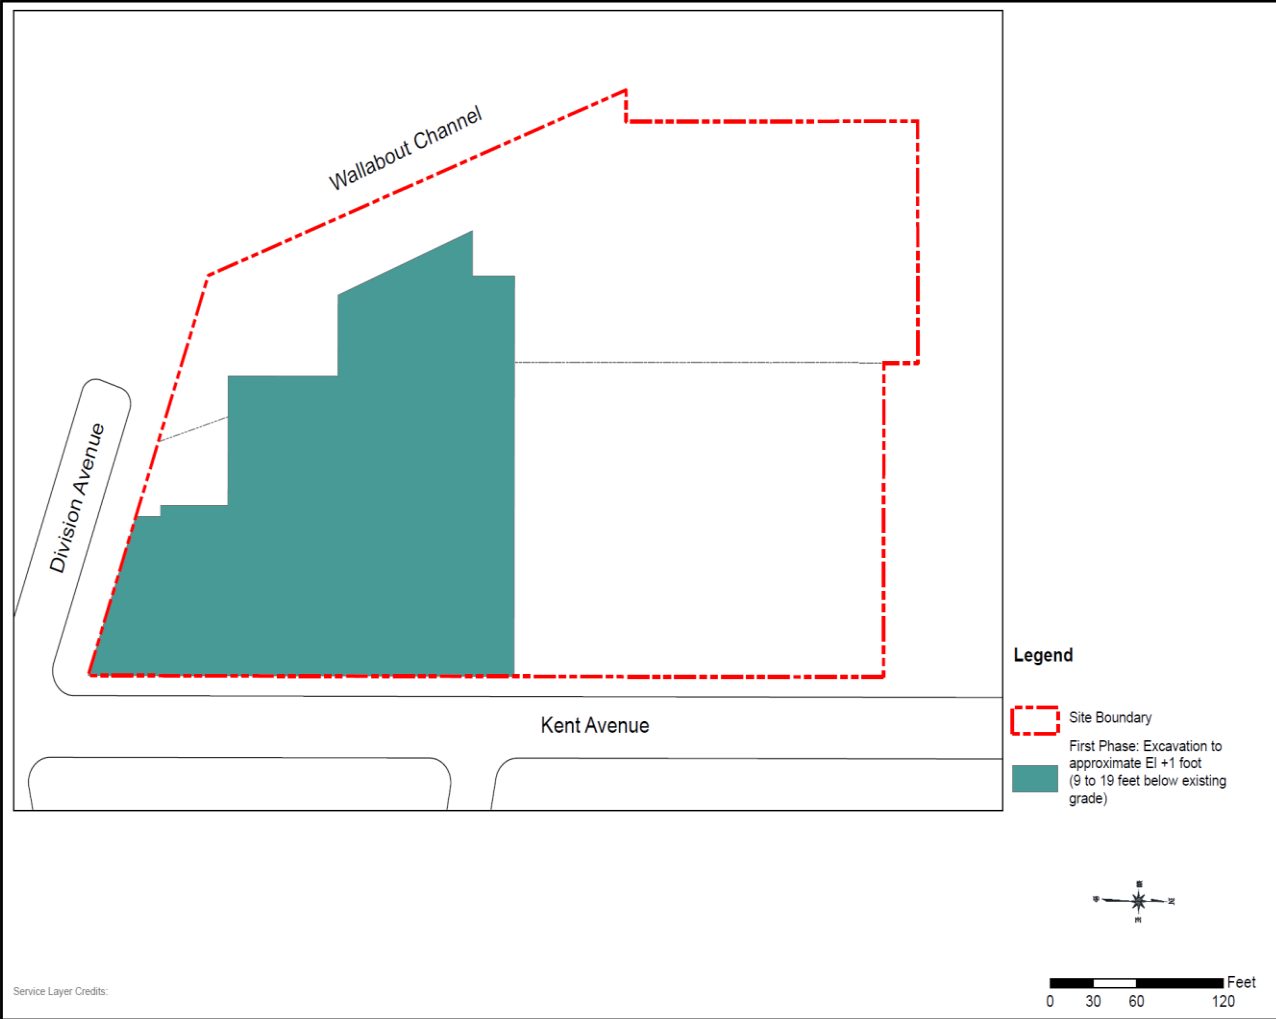 Wallabout Channel
Division Avenue
Kent Avenue
Legend
Site Boundary
First Phase: Excavation to
approximate El +1 foot
(9 to 19 feet below existing
grade)
W
S
N
E
Feet
0 30 60 120
Service Layer Credits: